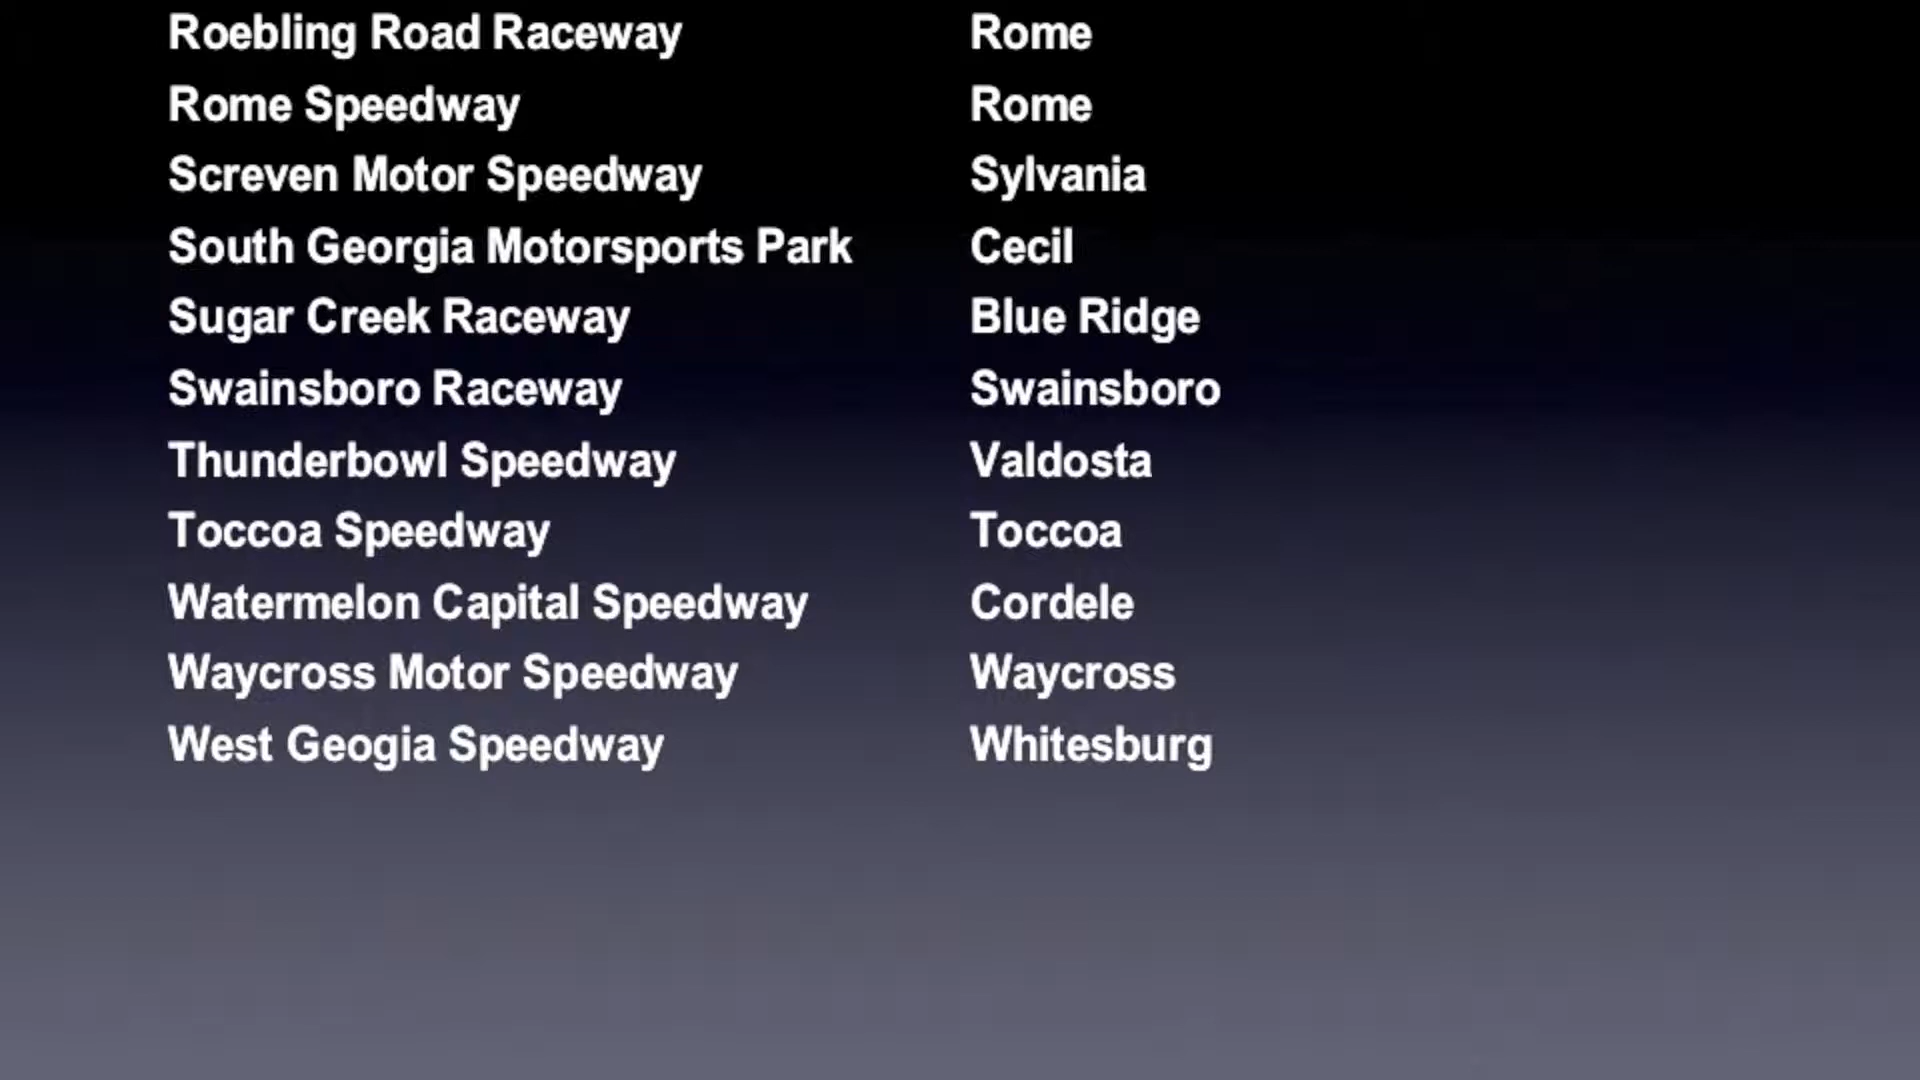 Roebling Road Raceway Rome
Rome Speedway Rome
Screven Motor Speedway Sylvania
South Georgia Motorsports Park Cecil
Sugar Creek Raceway Blue Ridge
Swainsboro Raceway Swainsboro
Thunderbowl Speedway Valdosta
Toccoa Speedway Toccoa
Watermelon Capital Speedway Cordele
Waycross Motor Speedway Waycross
West Geogia Speedway Whitesburg